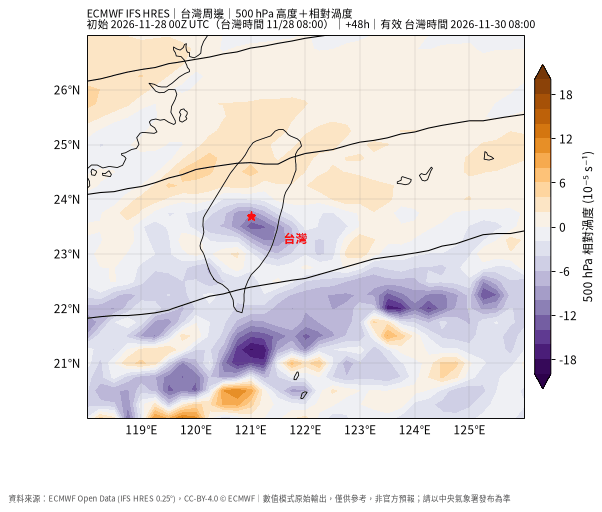 ECMWF IFS HRES｜台灣周邊｜500 hPa 高度＋相對渦度
初始 2026-11-28 00Z UTC（台灣時間 11/28 08:00）｜+48h｜有效 台灣時間 2026-11-30 08:00
26°N
25°N
24°N
23°N
22°N
21°N
119°E 120°E 121°E 122°E 123°E 124°E 125°E
台灣
18
12
6
0
-6
-12
-18
500 hPa 相對渦度 (10⁻⁵ s⁻¹)
資料來源：ECMWF Open Data (IFS HRES 0.25°)，CC-BY-4.0 © ECMWF｜數值模式原始輸出，僅供參考，非官方預報；請以中央氣象署發布為準